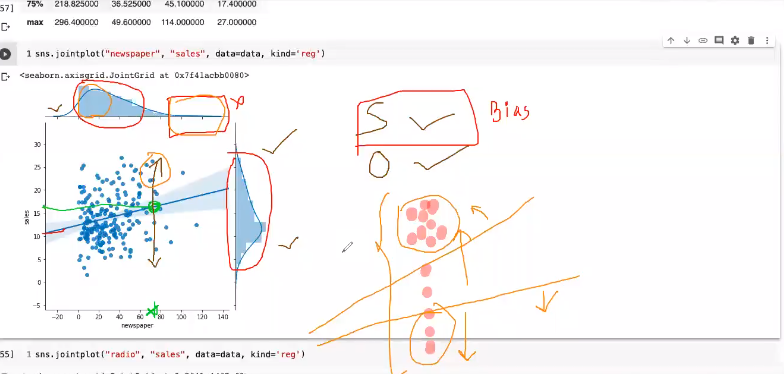 57]
75% 218.825000 36.525000 45.100000 17.400000
max 296.400000 49.600000 114.000000 27.000000
1 sns.jointplot("newspaper", "sales", data=data, kind='reg')
<seaborn.axisgrid.JointGrid at 0x7f41acbb0080>
S
Bias
O
30
25
20
15
10
5
0
−5
sales
−20 0 20 40 60 80 100 120 140
newspaper
55] 1 sns.jointplot("radio", "sales", data=data, kind='reg')